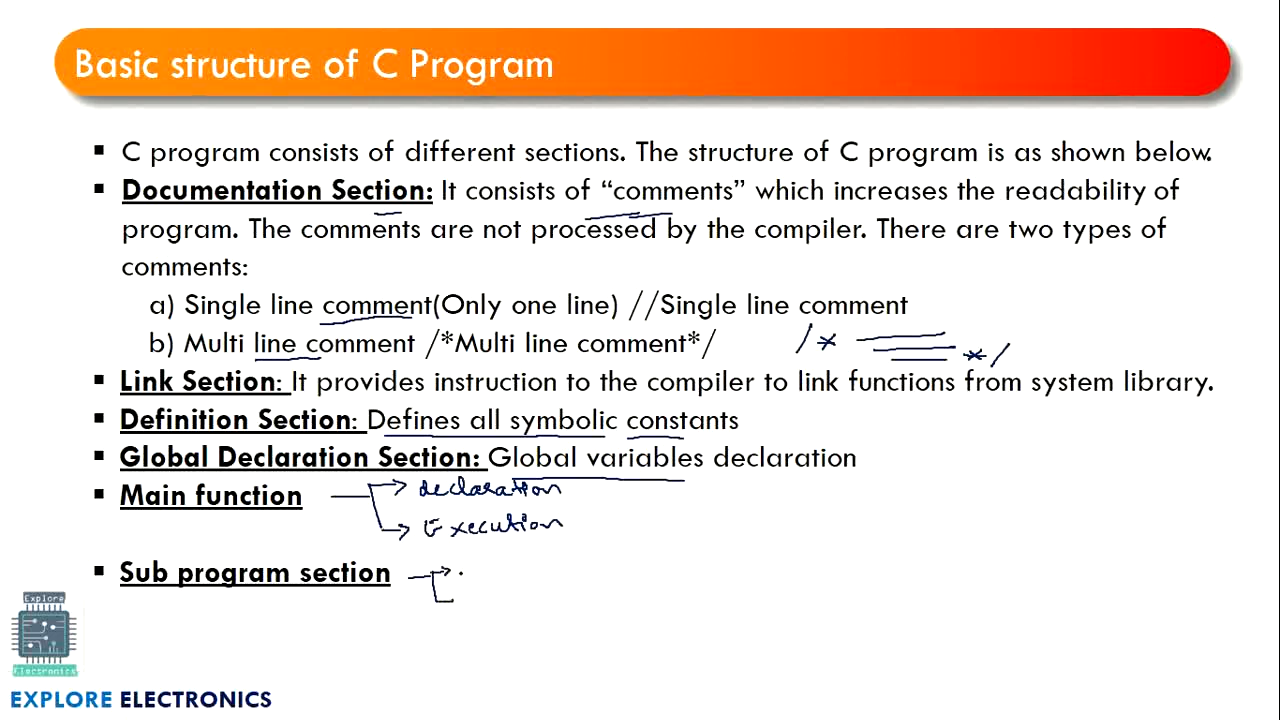 Basic structure of C Program
▪ C program consists of different sections. The structure of C program is as shown below.
▪ Documentation Section: It consists of “comments” which increases the readability of
program. The comments are not processed by the compiler. There are two types of
comments:
a) Single line comment(Only one line) //Single line comment
b) Multi line comment /*Multi line comment*/ /* */
▪ Link Section: It provides instruction to the compiler to link functions from system library.
▪ Definition Section: Defines all symbolic constants
▪ Global Declaration Section: Global variables declaration
▪ Main function declaration
Execution
▪ Sub program section
Explore
Electronics
EXPLORE ELECTRONICS